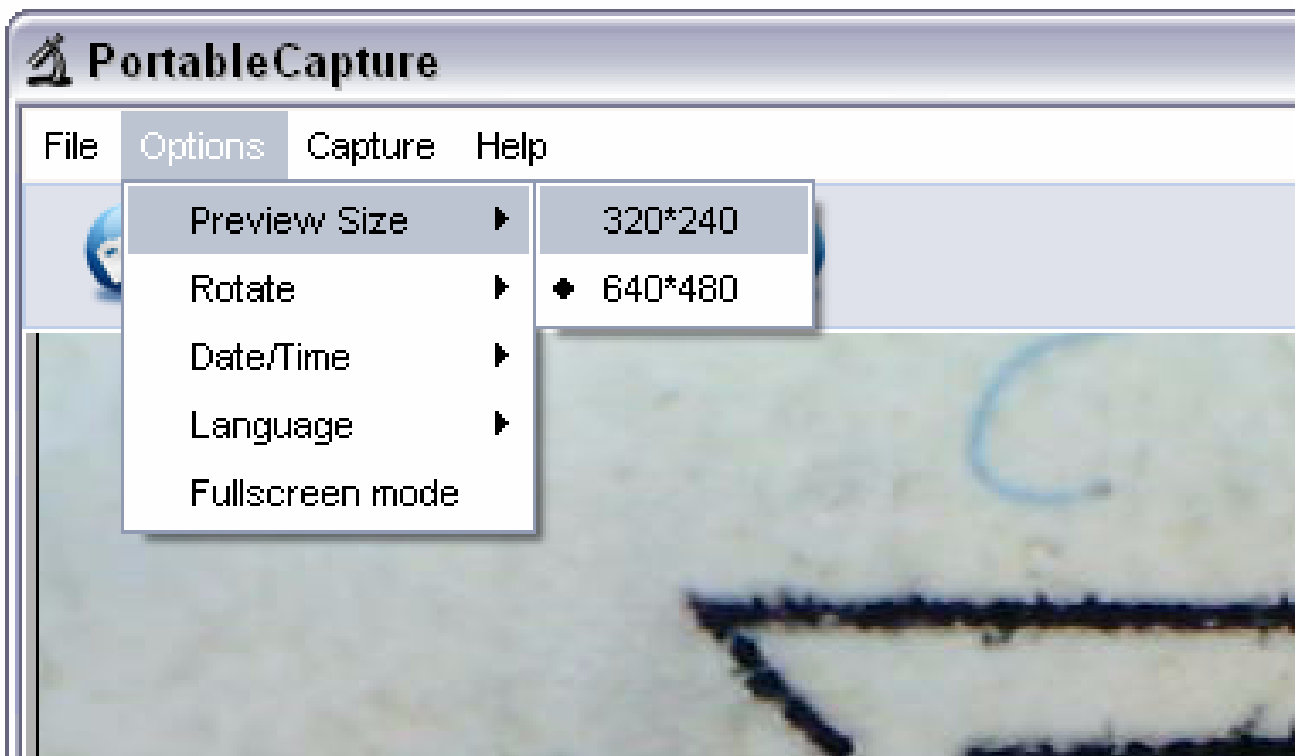 PortableCapture
File Options Capture Help
Preview Size
320*240
Rotate
640*480
Date/Time
Language
Fullscreen mode